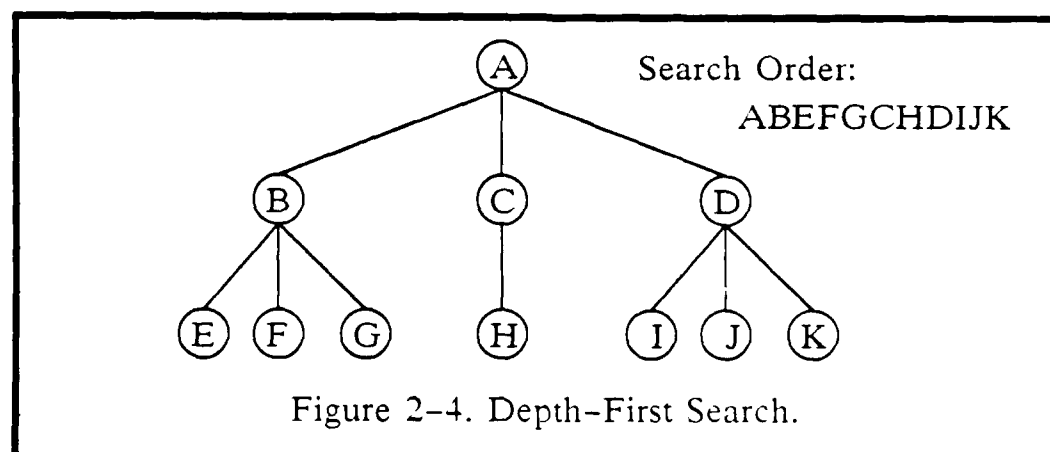 A
Search Order:
ABEFGCHDIJK
B C D
E F G H I J K
Figure 2-4. Depth-First Search.